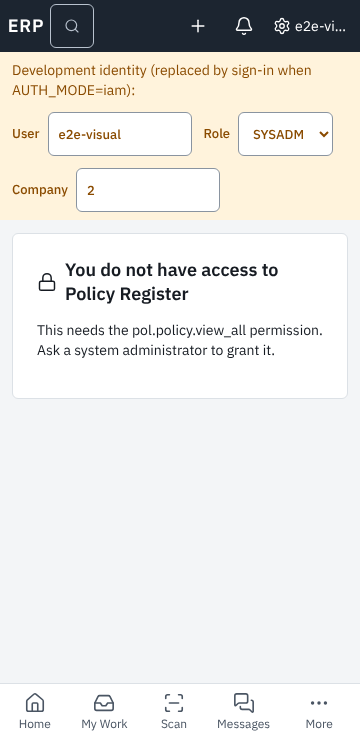 ERP
e2e-vi...
Development identity (replaced by sign-in when
AUTH_MODE=iam):
User e2e-visual Role SYSADM
Company 2
You do not have access to
Policy Register
This needs the pol.policy.view_all permission.
Ask a system administrator to grant it.
Home My Work Scan Messages More